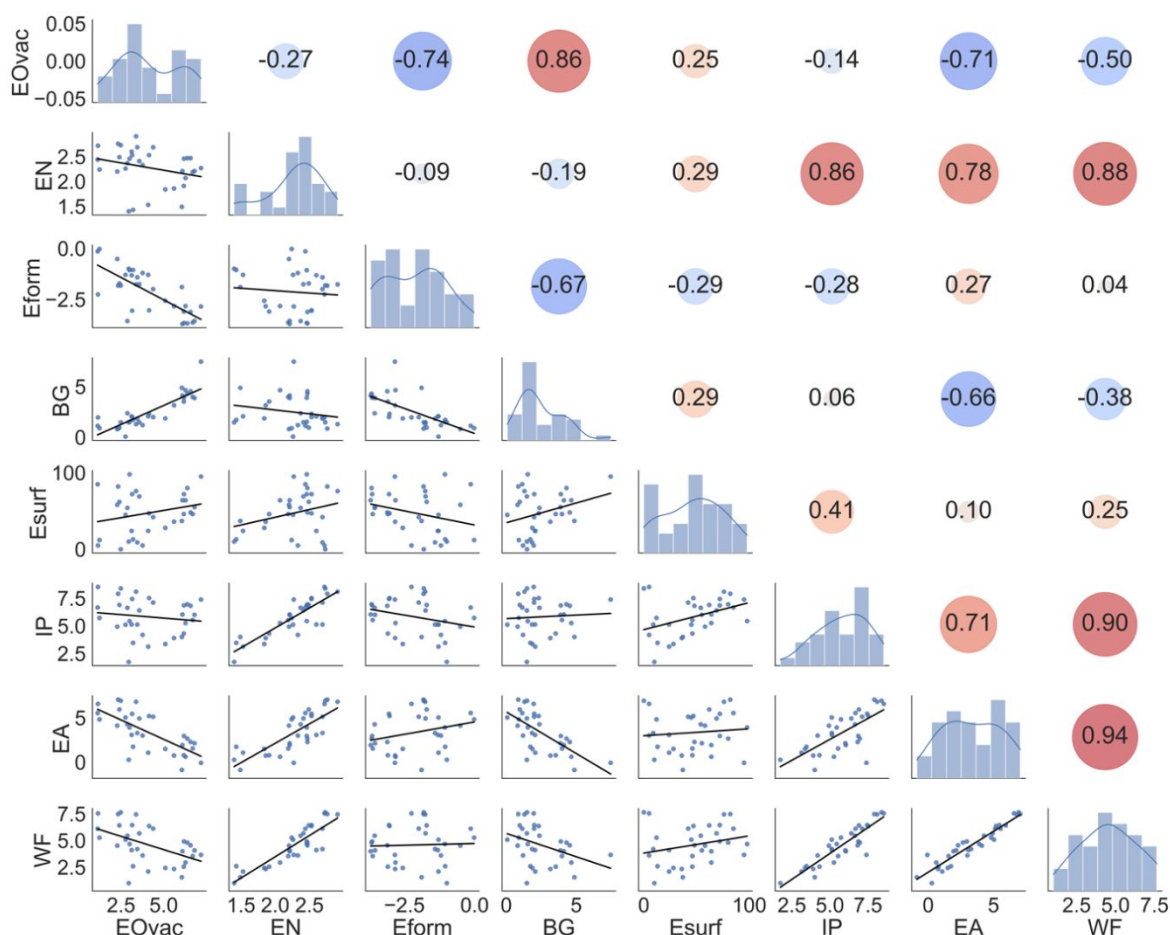 EOvac
0.05
0.00
−0.05
-0.27 -0.74 0.86 0.25 -0.14 -0.71 -0.50
EN
2.5
2.0
1.5
-0.09 -0.19 0.29 0.86 0.78 0.88
Eform
0.0
−2.5
-0.67 -0.29 -0.28 0.27 0.04
BG
5
0
0.29 0.06 -0.66 -0.38
Esurf
100
0
0.41 0.10 0.25
IP
7.5
5.0
2.5
0.71 0.90
EA
5
0
0.94
WF
7.5
5.0
2.5
2.5 5.0 1.5 2.0 2.5 −2.5 0.0 0 5 0 100 2.5 5.0 7.5 0 5 2.5 5.0 7.5
EOvac EN Eform BG Esurf IP EA WF